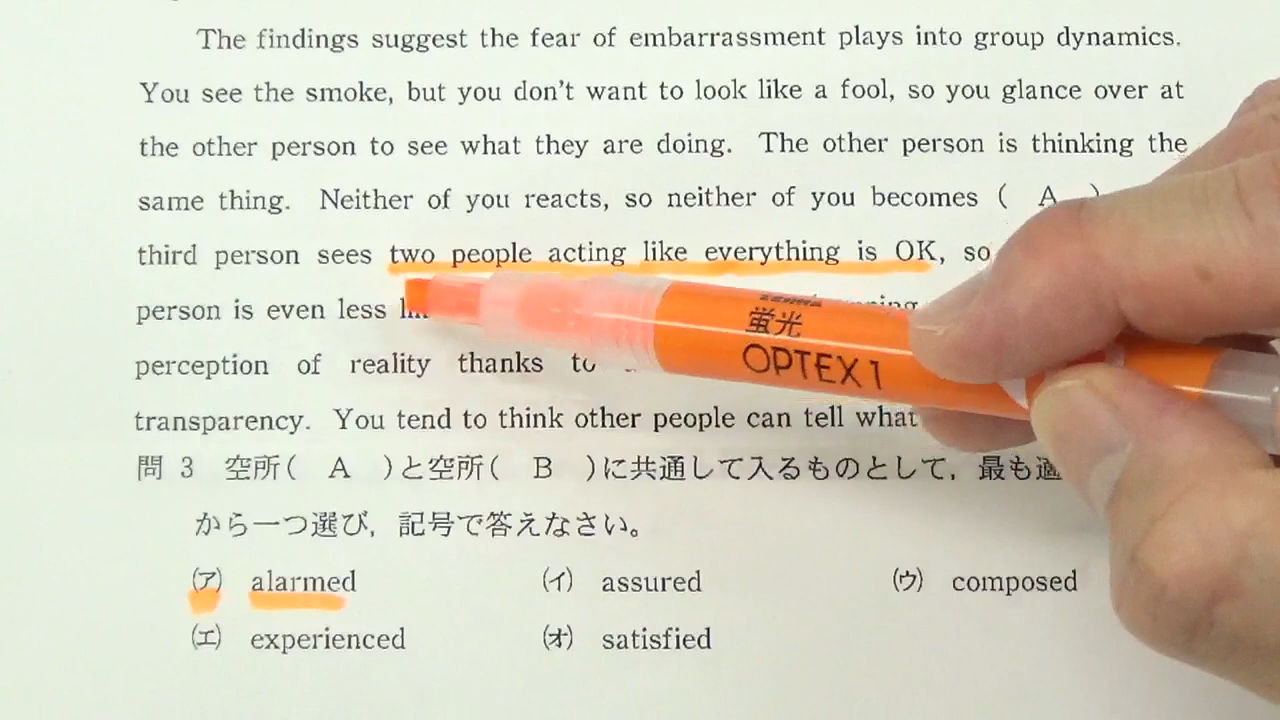 The findings suggest the fear of embarrassment plays into group dynamics.
You see the smoke, but you don't want to look like a fool, so you glance over at
the other person to see what they are doing. The other person is thinking the
same thing. Neither of you reacts, so neither of you becomes ( A )
third person sees two people acting like everything is OK, so
person is even less
perception of reality thanks to
transparency. You tend to think other people can tell what
問 3 空所( A )と空所( B )に共通して入るものとして,最も適
から一つ選び,記号で答えなさい。
(ア) alarmed (イ) assured (ウ) composed
(エ) experienced (オ) satisfied
蛍光
OPTEX 1